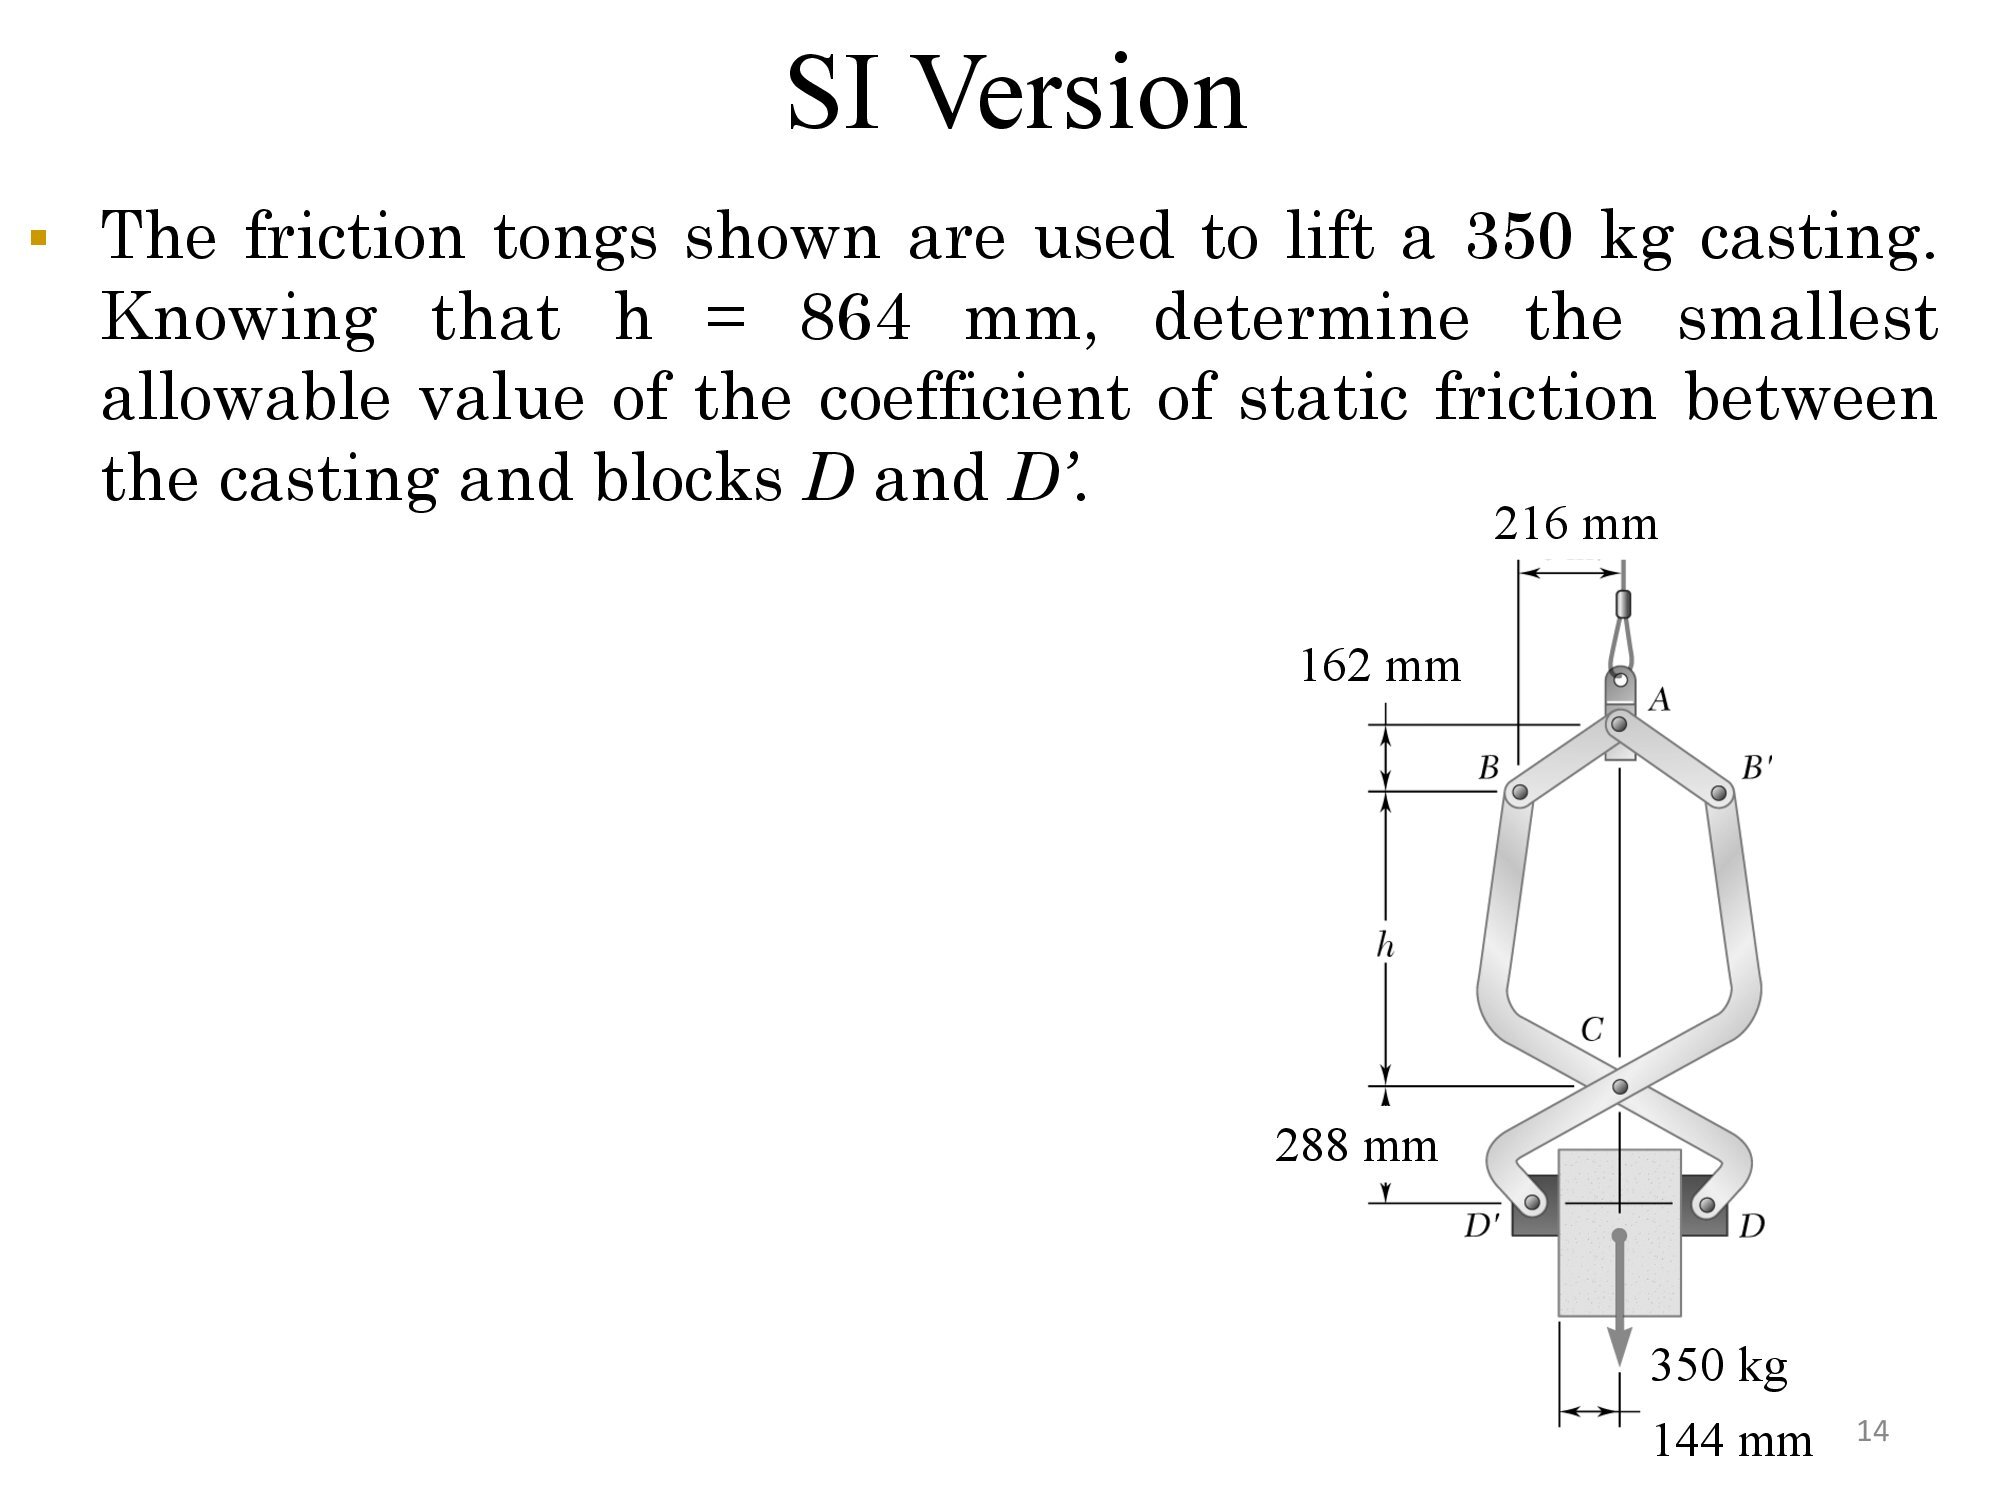 SI Version
▪ The friction tongs shown are used to lift a 350 kg casting.
Knowing that h = 864 mm, determine the smallest
allowable value of the coefficient of static friction between
the casting and blocks D and D’.
216 mm
162 mm
A
B
B'
h
C
288 mm
D'
D
350 kg
144 mm
14